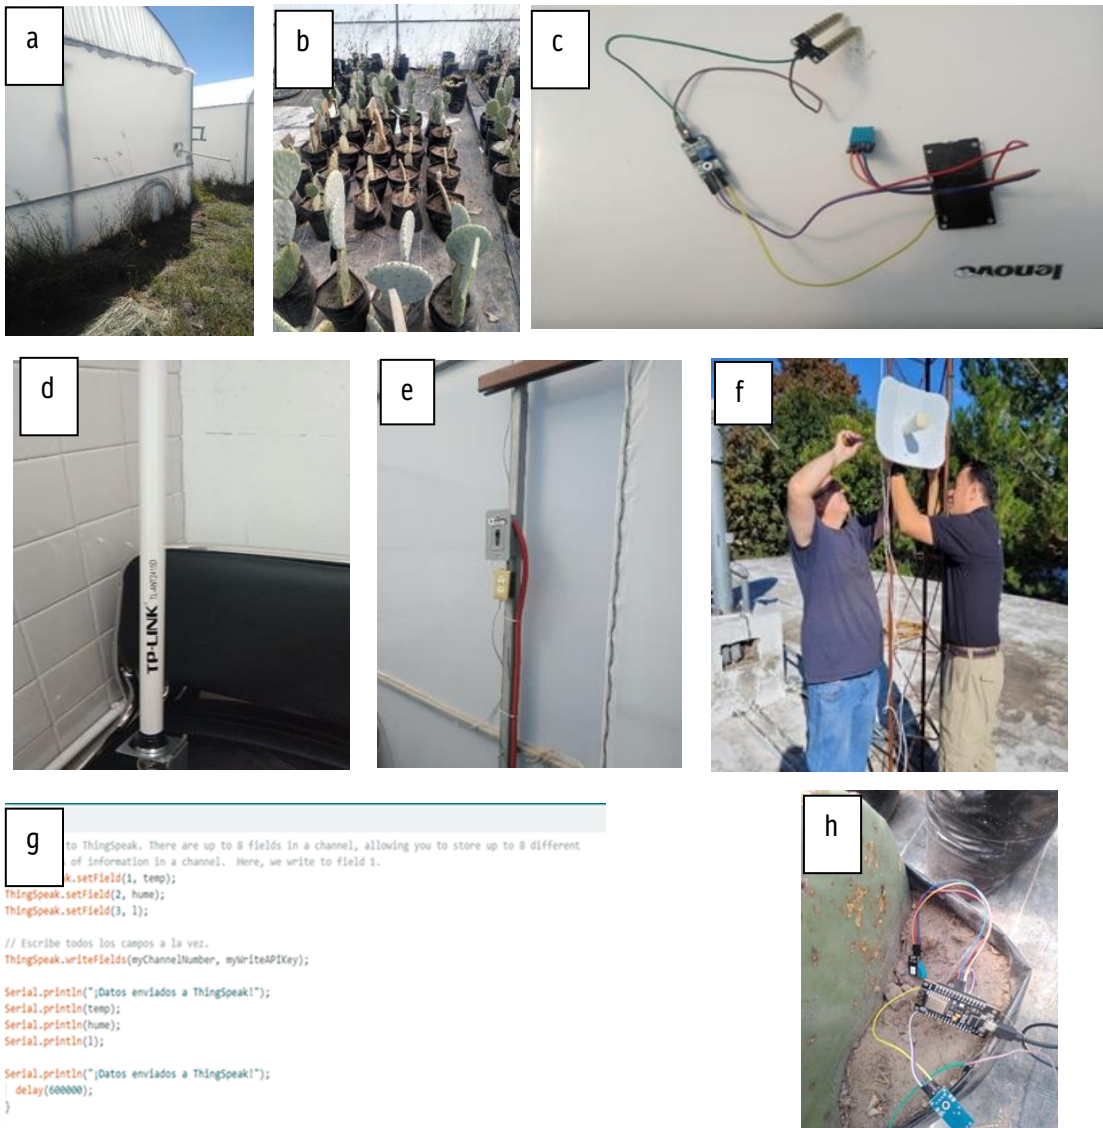 a
b
c
lenovo
d
TP-LINK TL-ANT2415D
e
f
g
to ThingSpeak. There are up to 8 fields in a channel, allowing you to store up to 8 different
of information in a channel.  Here, we write to field 1.
k.setField(1, temp);
ThingSpeak.setField(2, hume);
ThingSpeak.setField(3, l);
// Escribe todos los campos a la vez.
ThingSpeak.writeFields(myChannelNumber, myWriteAPIKey);
Serial.println("¡Datos enviados a ThingSpeak!");
Serial.println(temp);
Serial.println(hume);
Serial.println(l);
Serial.println("¡Datos enviados a ThingSpeak!");
delay(600000);
}
h